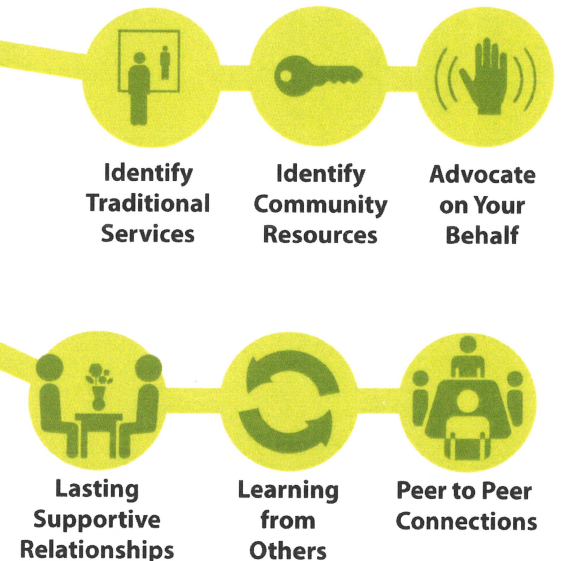 Identify
Traditional
Services
Identify
Community
Resources
Advocate
on Your
Behalf
Lasting
Supportive
Relationships
Learning
from
Others
Peer to Peer
Connections